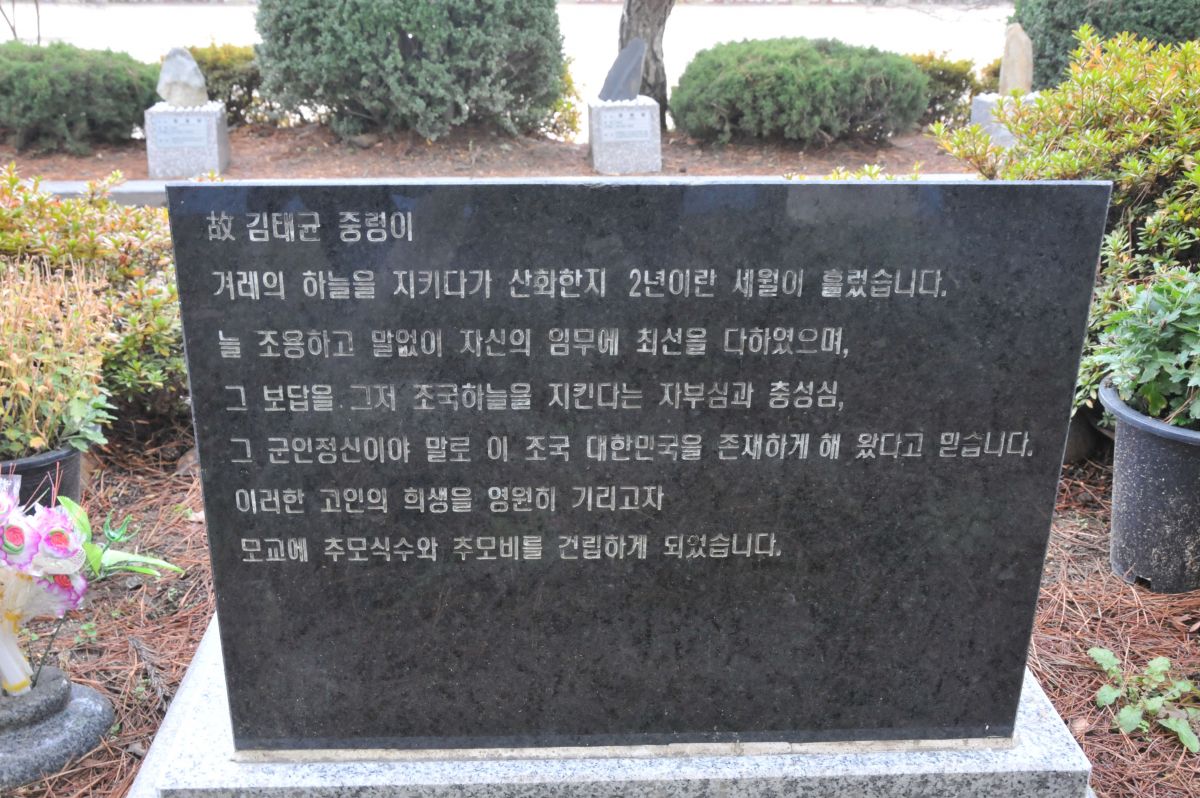 故 김태균 중령이
겨레의 하늘을 지키다가 산화한지 2년이란 세월이 흘렀습니다.
늘 조용하고 말없이 자신의 임무에 최선을 다하였으며,
그 보답을 그저 조국하늘을 지킨다는 자부심과 충성심,
그 군인정신이야 말로 이 조국 대한민국을 존재하게 해 왔다고 믿습니다.
이러한 고인의 희생을 영원히 기리고자
모교에 추모식수와 추모비를 건립하게 되었습니다.